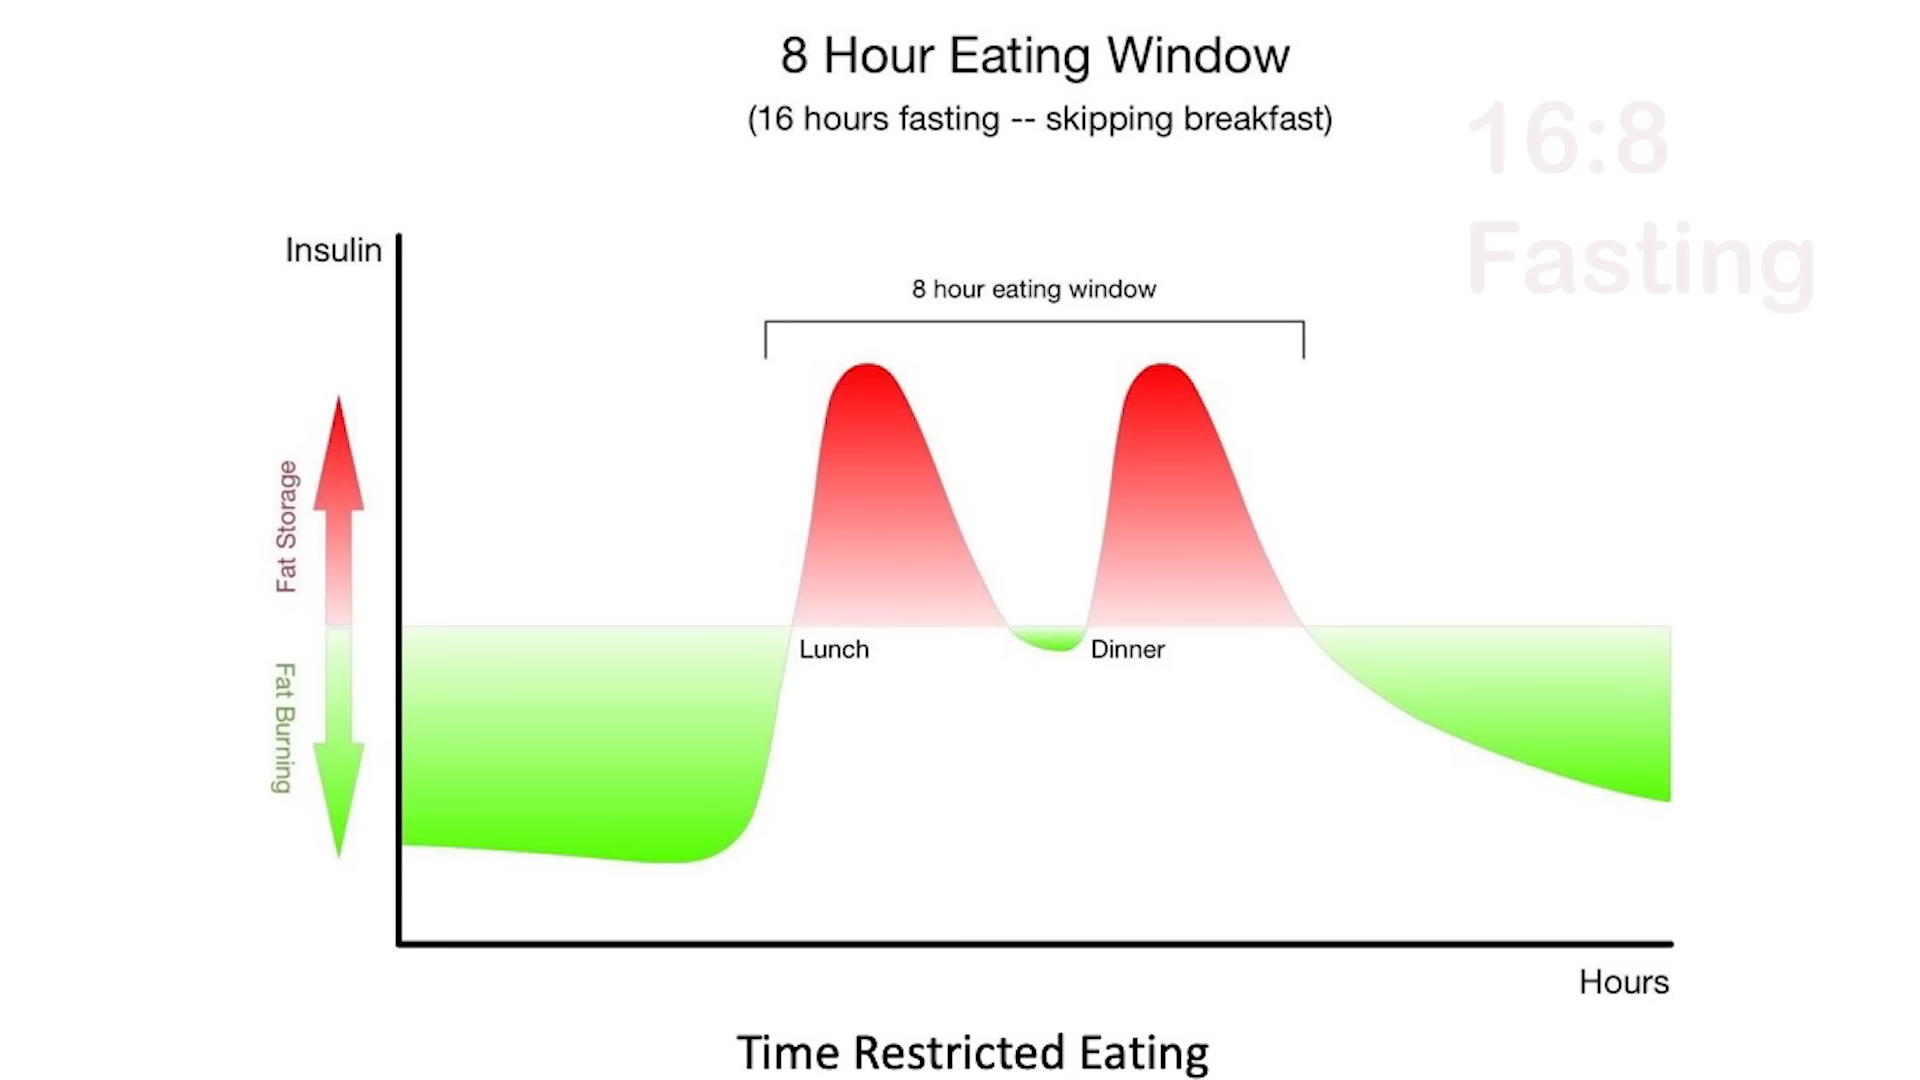 8 Hour Eating Window
(16 hours fasting -- skipping breakfast)
16:8
Fasting
Insulin
8 hour eating window
Fat Storage
Fat Burning
Lunch
Dinner
Hours
Time Restricted Eating